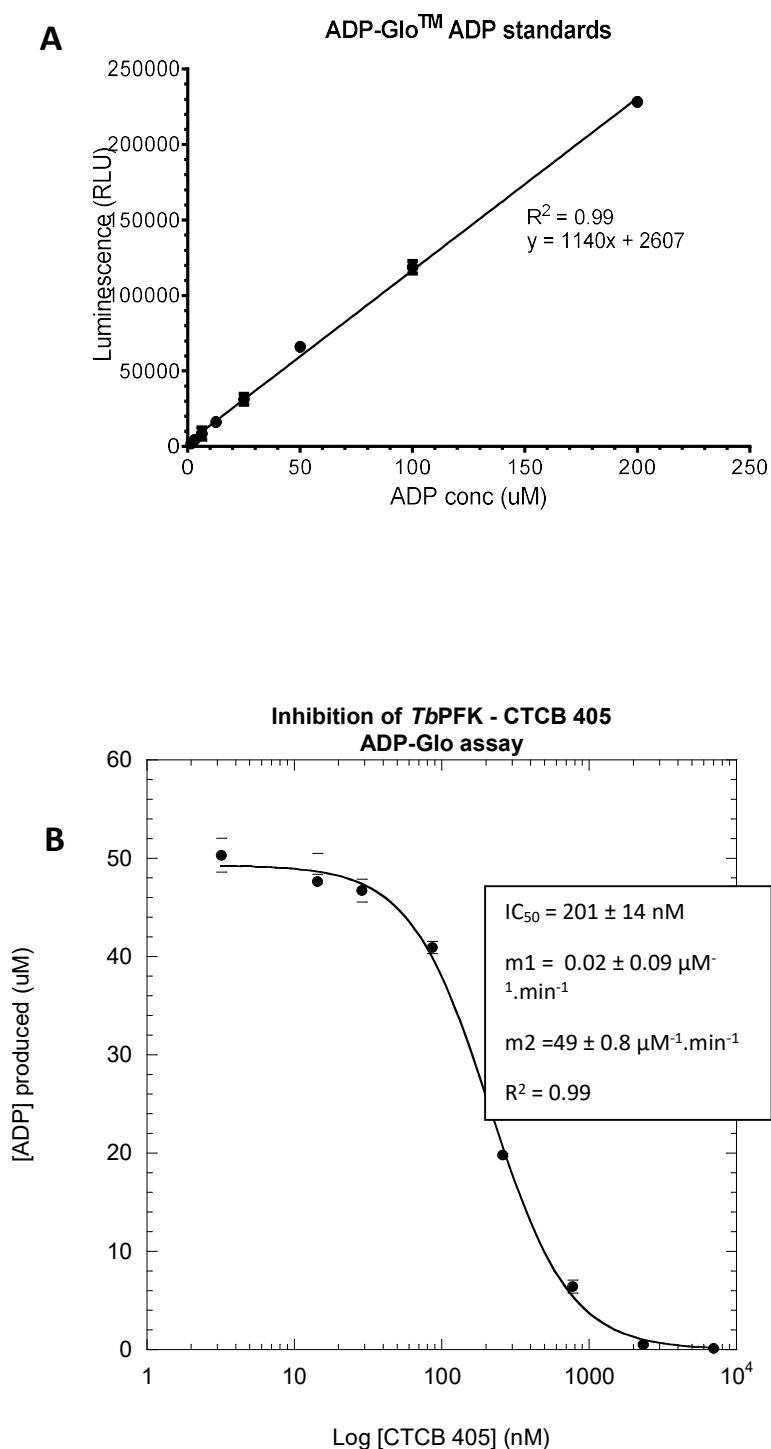 A
ADP-Glo™ ADP standards
250000
200000
150000
100000
50000
0
Luminescence (RLU)
R² = 0.99
y = 1140x + 2607
0 50 100 150 200 250
ADP conc (uM)
Inhibition of TbPFK - CTCB 405
ADP-Glo assay
B
60
50
40
30
20
10
0
[ADP] produced (uM)
IC₅₀ = 201 ± 14 nM
m1 = 0.02 ± 0.09 µM⁻
¹.min⁻¹
m2 =49 ± 0.8 µM⁻¹.min⁻¹
R² = 0.99
1 10 100 1000 10⁴
Log [CTCB 405] (nM)